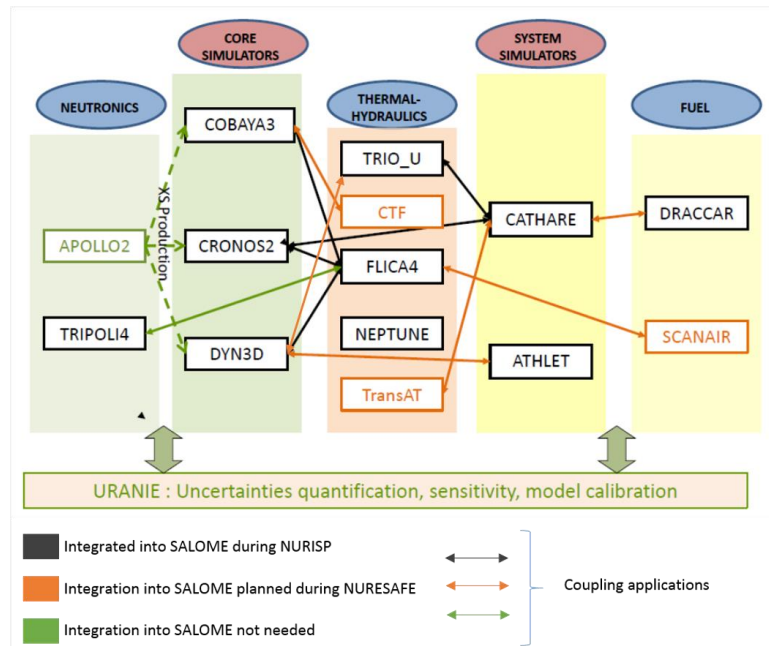 CORE
SIMULATORS
SYSTEM
SIMULATORS
NEUTRONICS
THERMAL-
HYDRAULICS
FUEL
COBAYA3
TRIO_U
CTF
CATHARE
DRACCAR
XS Production
APOLLO2
CRONOS2
FLICA4
TRIPOLI4
DYN3D
NEPTUNE
ATHLET
SCANAIR
TransAT
URANIE : Uncertainties quantification, sensitivity, model calibration
Integrated into SALOME during NURISP
Integration into SALOME planned during NURESAFE
Coupling applications
Integration into SALOME not needed